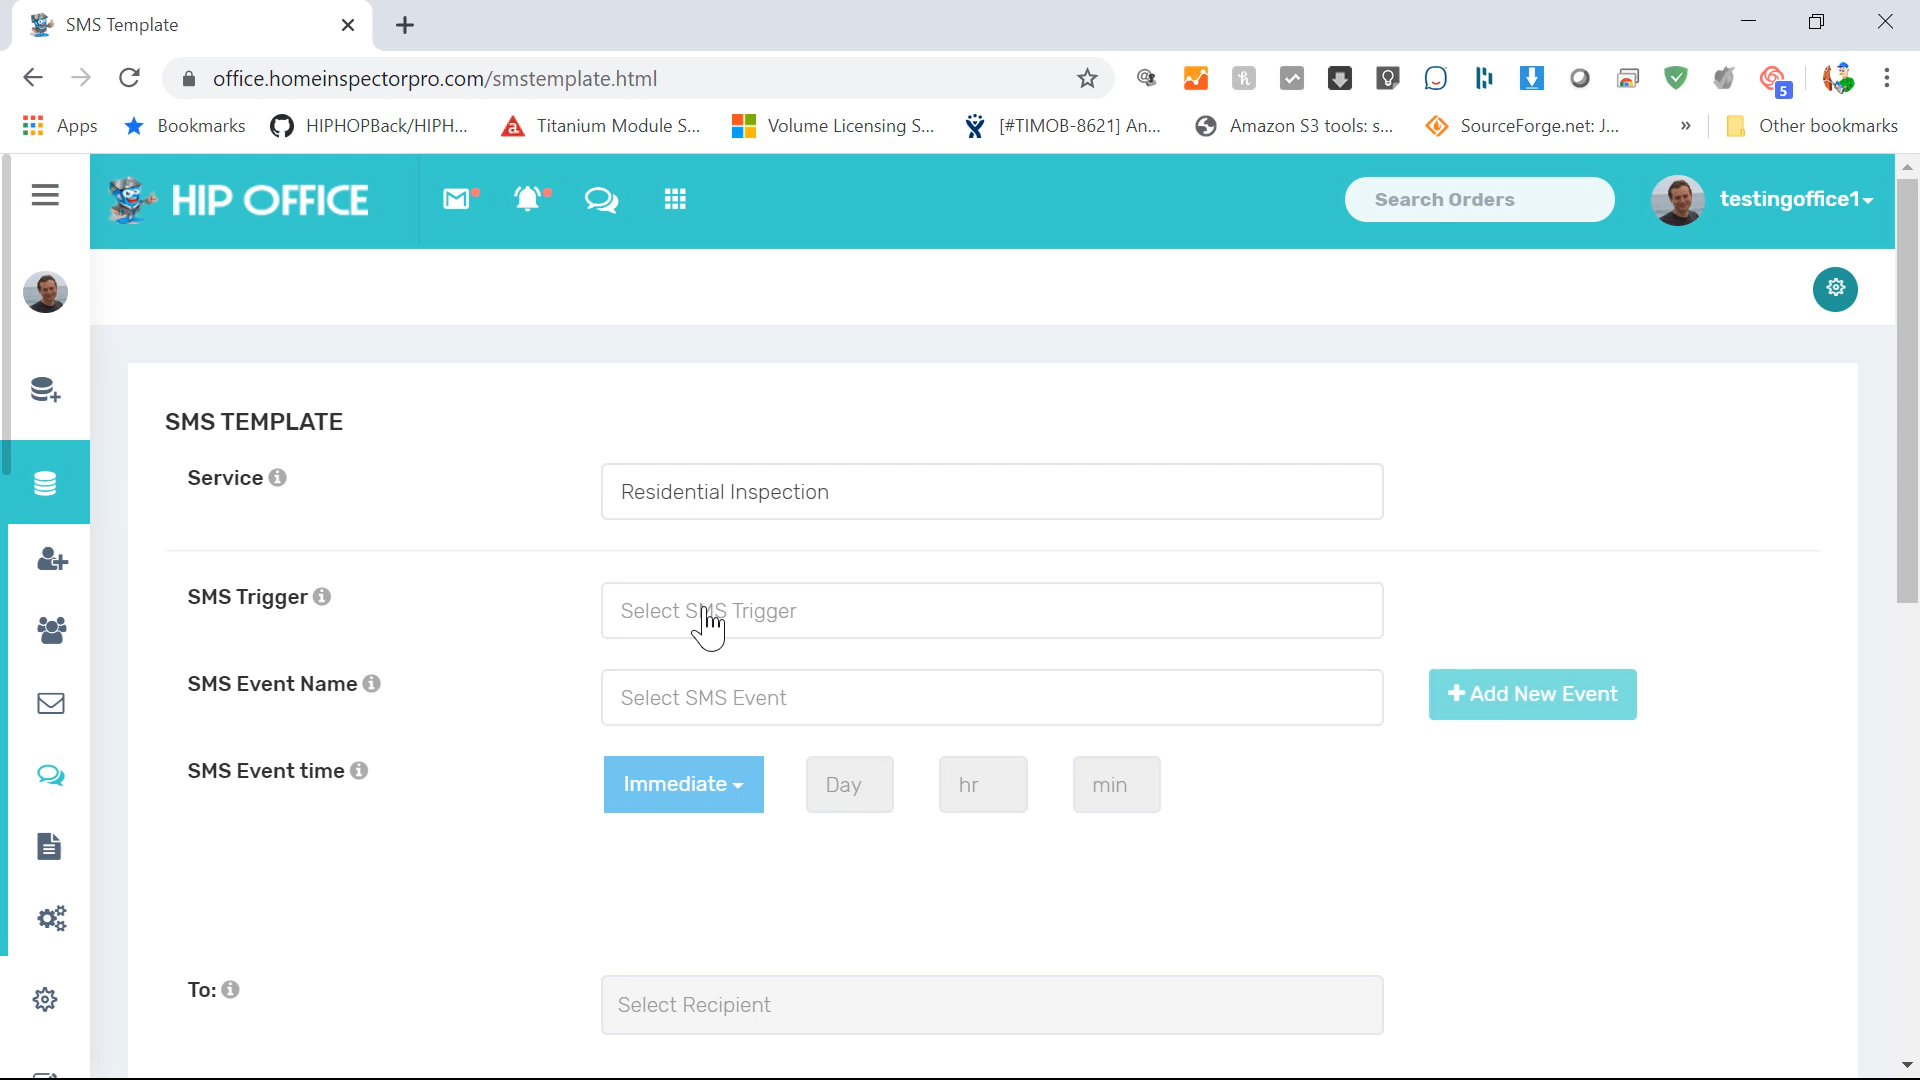 SMS Template
office.homeinspectorpro.com/smstemplate.html
5
Apps
Bookmarks
HIPHOPBack/HIPH...
Titanium Module S...
Volume Licensing S...
[#TIMOB-8621] An...
Amazon S3 tools: s...
SourceForge.net: J...
»
Other bookmarks
HIP OFFICE
Search Orders
testingoffice1
SMS TEMPLATE
Service
Residential Inspection
SMS Trigger
Select SMS Trigger
SMS Event Name
Select SMS Event
+ Add New Event
SMS Event time
Immediate
Day
hr
min
To:
Select Recipient